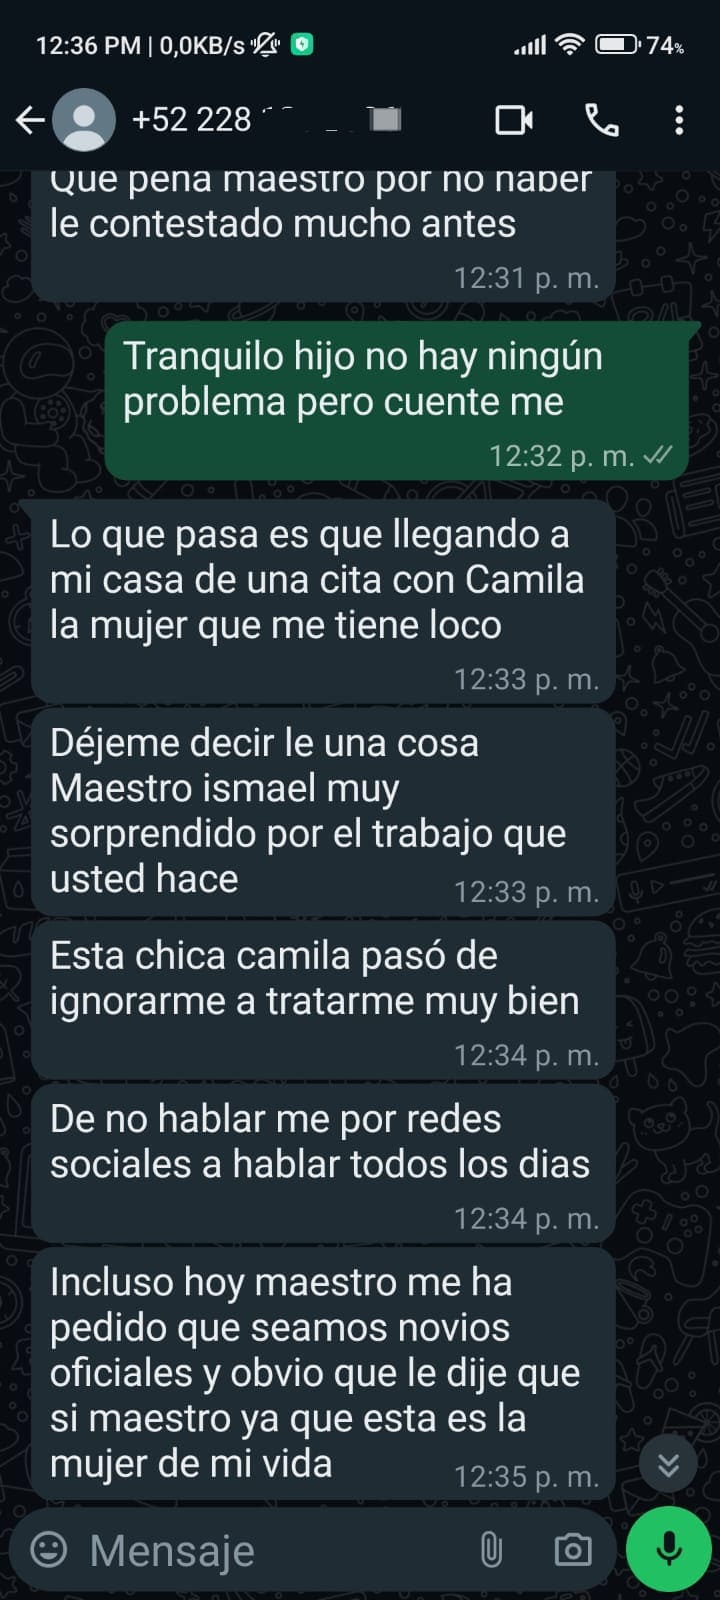 12:36 PM | 0,0KB/s
74%
+52 228
Que pena maestro por no haber
le contestado mucho antes
12:31 p. m.
Tranquilo hijo no hay ningún
problema pero cuente me
12:32 p. m.
Lo que pasa es que llegando a
mi casa de una cita con Camila
la mujer que me tiene loco
12:33 p. m.
Déjeme decir le una cosa
Maestro ismael muy
sorprendido por el trabajo que
usted hace
12:33 p. m.
Esta chica camila pasó de
ignorarme a tratarme muy bien
12:34 p. m.
De no hablar me por redes
sociales a hablar todos los dias
12:34 p. m.
Incluso hoy maestro me ha
pedido que seamos novios
oficiales y obvio que le dije que
si maestro ya que esta es la
mujer de mi vida
12:35 p. m.
Mensaje